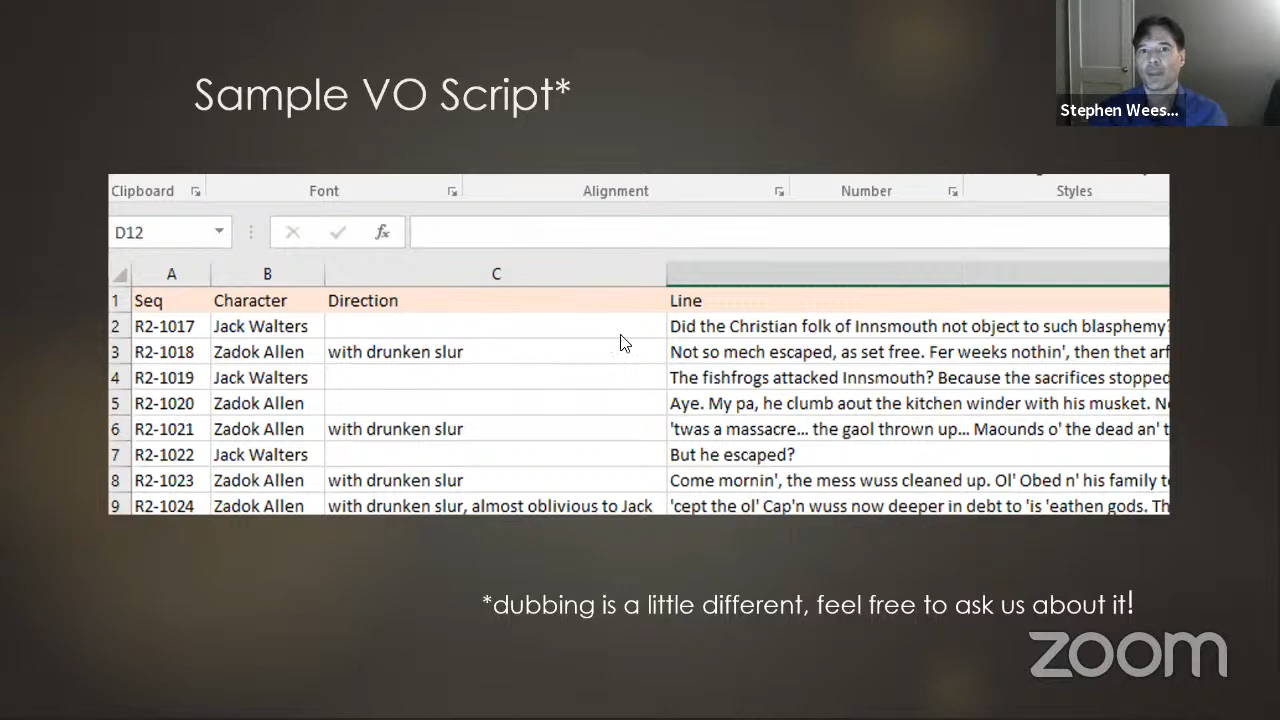 Sample VO Script*
Stephen Wees...
Clipboard Font Alignment Number Styles
D12 fx
A B C
1 Seq Character Direction Line
2 R2-1017 Jack Walters Did the Christian folk of Innsmouth not object to such blasphemy?
3 R2-1018 Zadok Allen with drunken slur Not so mech escaped, as set free. Fer weeks nothin', then thet
4 R2-1019 Jack Walters The fishfrogs attacked Innsmouth? Because the sacrifices stopped
5 R2-1020 Zadok Allen Aye. My pa, he clumb aout the kitchen winder with his musket.
6 R2-1021 Zadok Allen with drunken slur 'twas a massacre... the gaol thrown up... Maounds o' the dead an'
7 R2-1022 Jack Walters But he escaped?
8 R2-1023 Zadok Allen with drunken slur Come mornin', the mess wuss cleaned up. Ol' Obed n' his family
9 R2-1024 Zadok Allen with drunken slur, almost oblivious to Jack 'cept the ol' Cap'n wuss now deeper in debt to 'is 'eathen gods.
*dubbing is a little different, feel free to ask us about it!
zoom